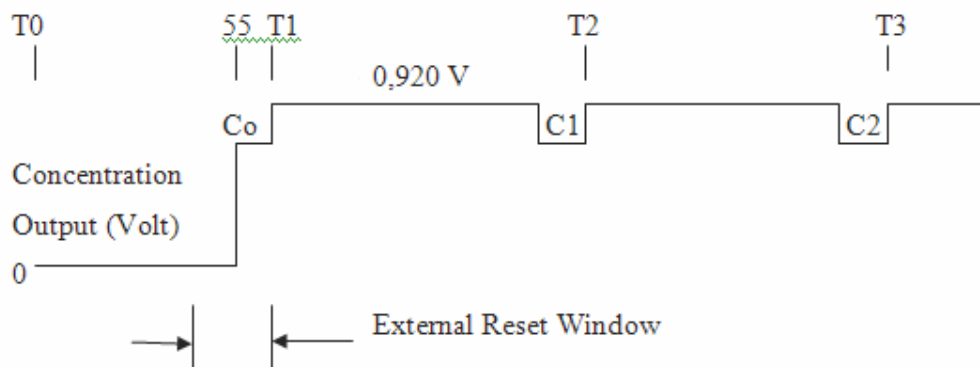 T0 55 T1 T2 T3
0,920 V
Co C1 C2
Concentration
Output (Volt)
0
External Reset Window